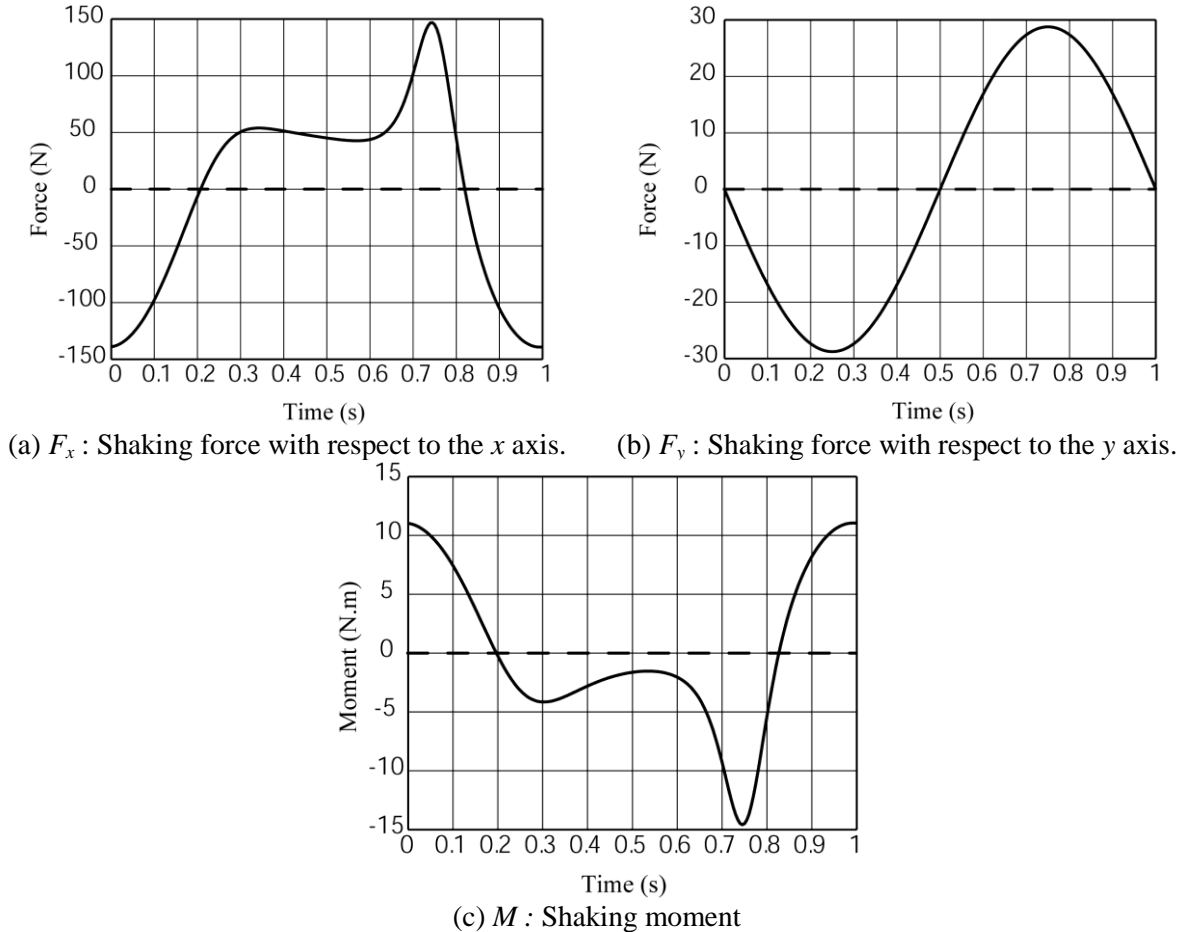 150
100
50
0
-50
-100
-150
Force (N)
0 0.1 0.2 0.3 0.4 0.5 0.6 0.7 0.8 0.9 1
Time (s)
(a) Fx : Shaking force with respect to the x axis.
30
20
10
0
-10
-20
-30
Force (N)
0 0.1 0.2 0.3 0.4 0.5 0.6 0.7 0.8 0.9 1
Time (s)
(b) Fy : Shaking force with respect to the y axis.
15
10
5
0
-5
-10
-15
Moment (N.m)
0 0.1 0.2 0.3 0.4 0.5 0.6 0.7 0.8 0.9 1
Time (s)
(c) M : Shaking moment